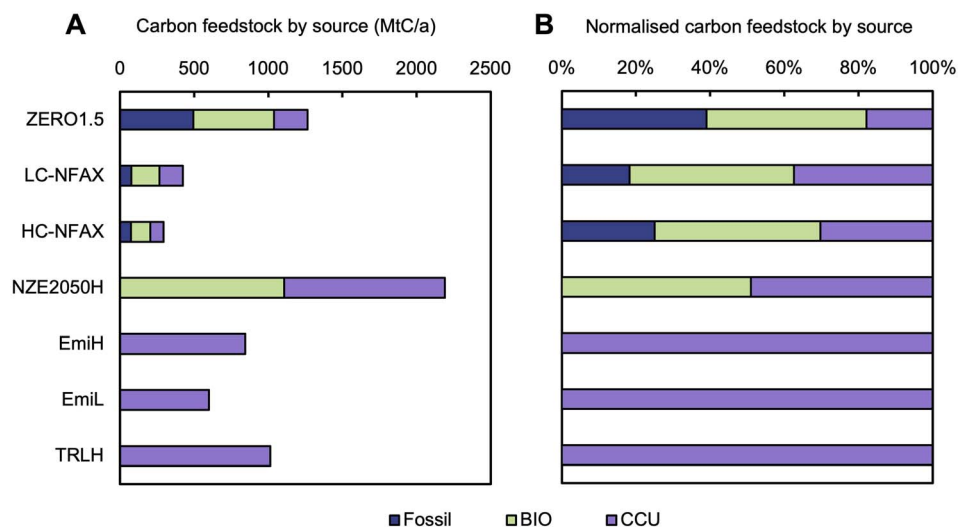 A Carbon feedstock by source (MtC/a)
0 500 1000 1500 2000 2500
ZERO1.5
LC-NFAX
HC-NFAX
NZE2050H
EmiH
EmiL
TRLH
B Normalised carbon feedstock by source
0% 20% 40% 60% 80% 100%
Fossil BIO CCU